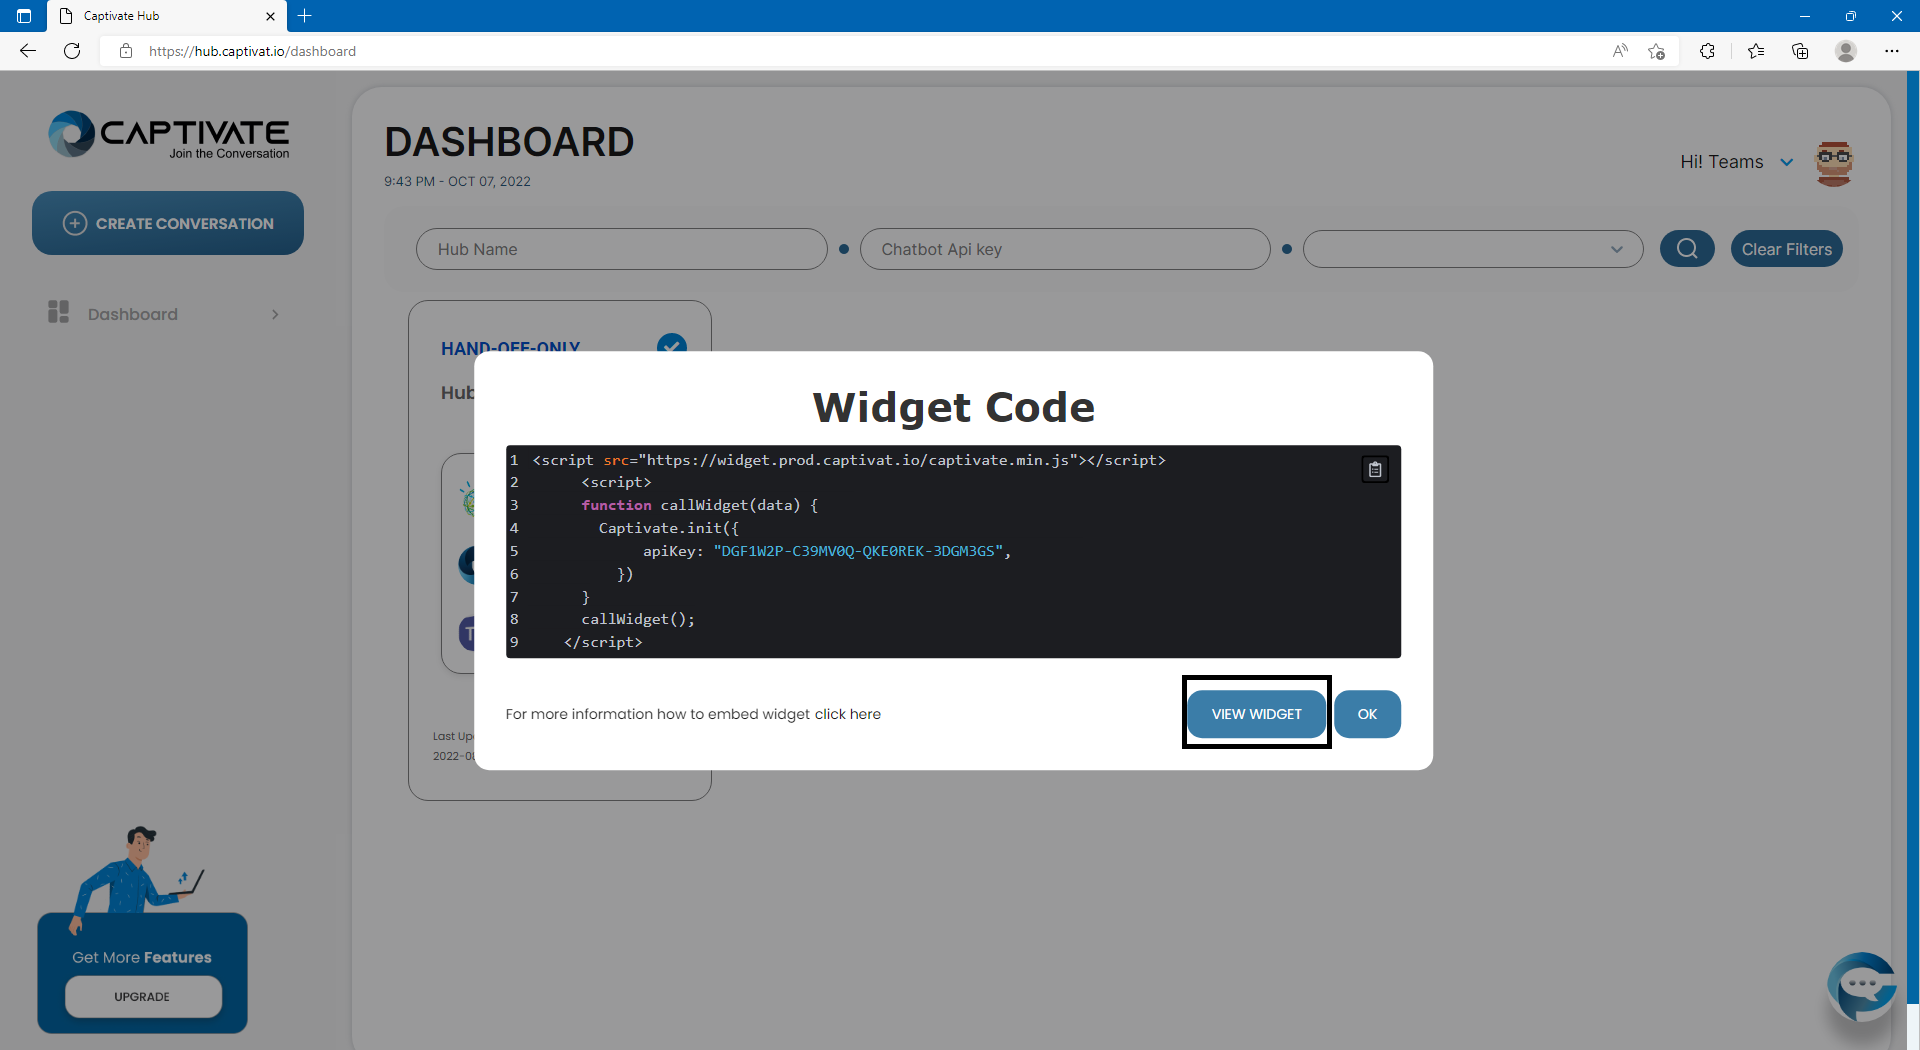 Captivate Hub
https://hub.captivat.io/dashboard
CAPTIVATE
Join the Conversation
CREATE CONVERSATION
Dashboard
DASHBOARD
9:43 PM - OCT 07, 2022
Hi! Teams
Hub Name
Chatbot Api key
Clear Filters
HAND-OFF-ONLY
Hub
Widget Code
1 <script src="https://widget.prod.captivat.io/captivate.min.js"></script>
2 <script>
3 function callWidget(data) {
4 Captivate.init({
5 apiKey: "DGF1W2P-C39MV0Q-QKE0REK-3DGM3GS",
6 })
7 }
8 callWidget();
9 </script>
For more information how to embed widget click here
VIEW WIDGET
OK
Last Up
Get More Features
UPGRADE